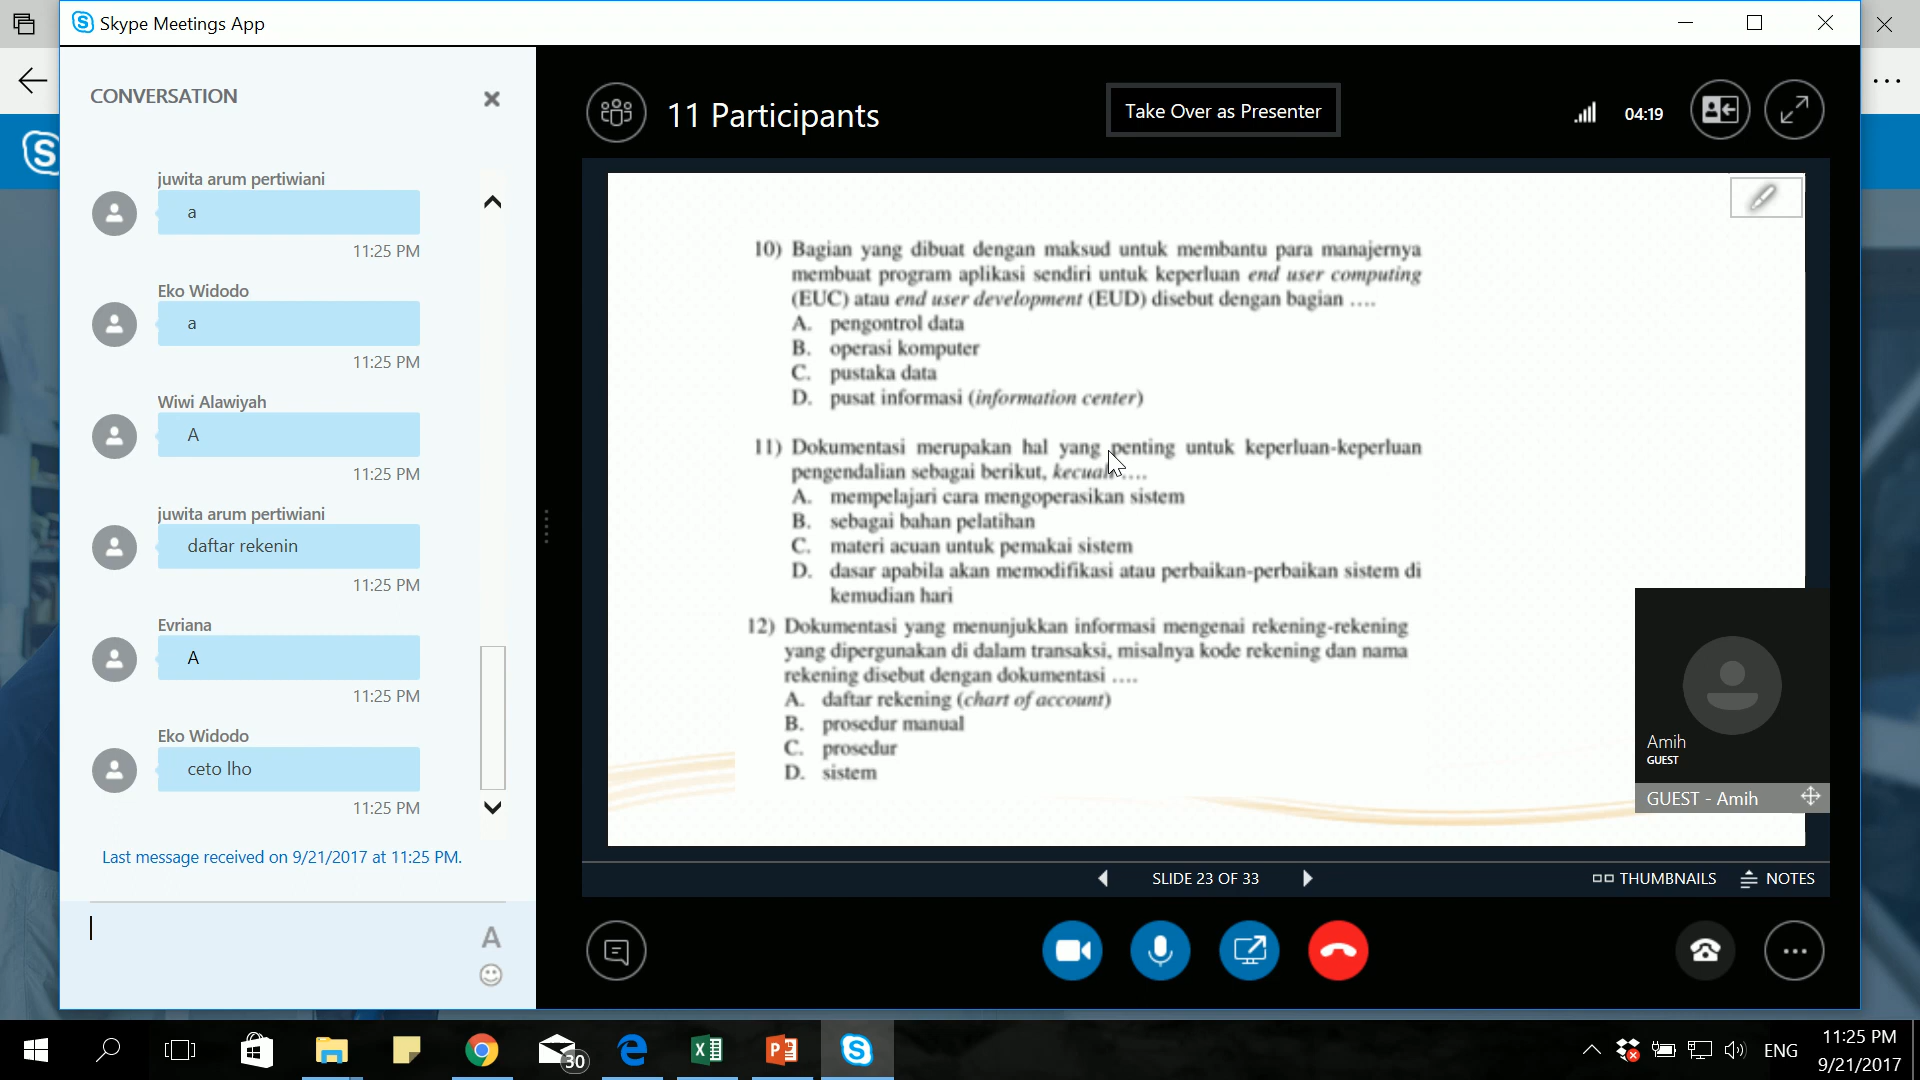 Skype Meetings App
CONVERSATION
juwita arum pertiwiani
a
11:25 PM
Eko Widodo
a
11:25 PM
Wiwi Alawiyah
A
11:25 PM
juwita arum pertiwiani
daftar rekenin
11:25 PM
Evriana
A
11:25 PM
Eko Widodo
ceto lho
11:25 PM
Last message received on 9/21/2017 at 11:25 PM.
A
11 Participants
Take Over as Presenter
04:19
10) Bagian yang dibuat dengan maksud untuk membantu para manajernya
membuat program aplikasi sendiri untuk keperluan end user computing
(EUC) atau end user development (EUD) disebut dengan bagian ....
A. pengontrol data
B. operasi komputer
C. pustaka data
D. pusat informasi (information center)
11) Dokumentasi merupakan hal yang penting untuk keperluan-keperluan
pengendalian sebagai berikut, kecuali ....
A. mempelajari cara mengoperasikan sistem
B. sebagai bahan pelatihan
C. materi acuan untuk pemakai sistem
D. dasar apabila akan memodifikasi atau perbaikan-perbaikan sistem di
kemudian hari
12) Dokumentasi yang menunjukkan informasi mengenai rekening-rekening
yang dipergunakan di dalam transaksi, misalnya kode rekening dan nama
rekening disebut dengan dokumentasi ....
A. daftar rekening (chart of account)
B. prosedur manual
C. prosedur
D. sistem
Amih
GUEST
GUEST - Amih
SLIDE 23 OF 33
THUMBNAILS
NOTES
30
ENG
11:25 PM
9/21/2017